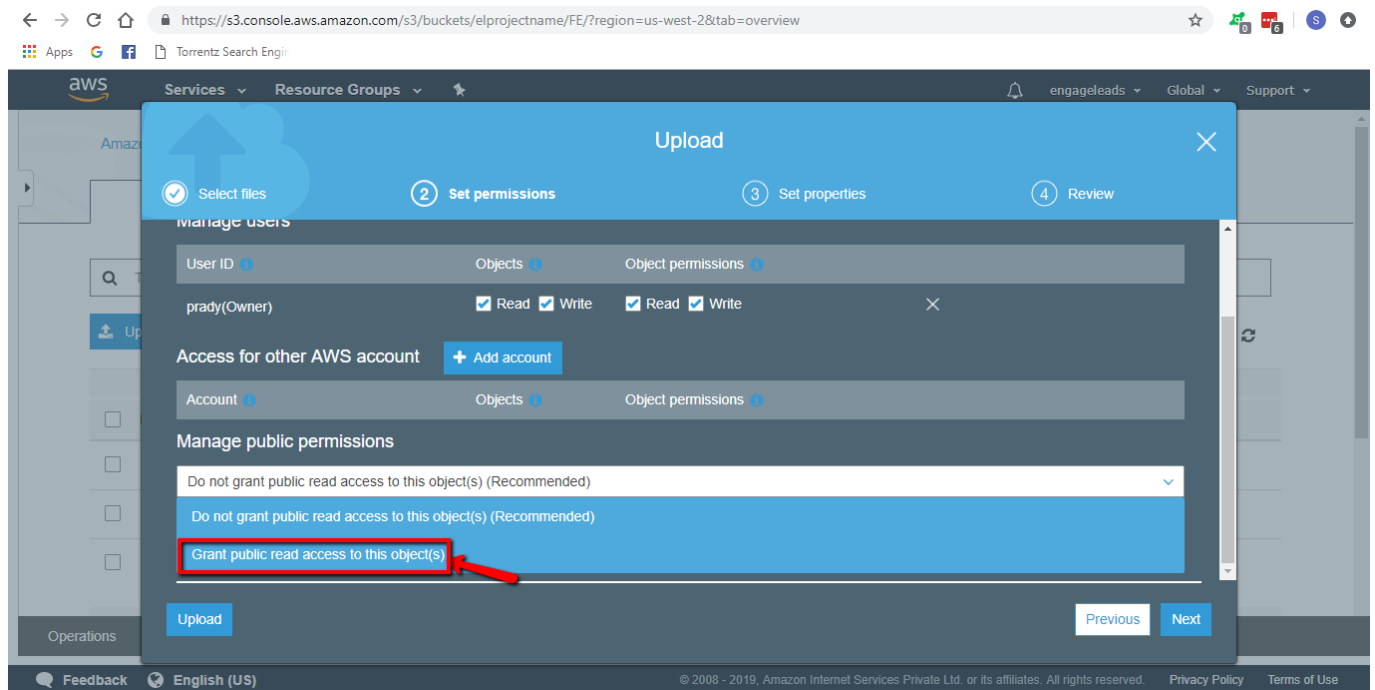 https://s3.console.aws.amazon.com/s3/buckets/elprojectname/FE/?region=us-west-2&tab=overview
0 6 S
Apps G f Torrentz Search Engin
aws Services Resource Groups engageleads Global Support
Amaz
Upload
Select files 2 Set permissions 3 Set properties 4 Review
Manage users
User ID Objects Object permissions
T
prady(Owner) Read Write Read Write
Up
Access for other AWS account + Add account
Account Objects Object permissions
Manage public permissions
Do not grant public read access to this object(s) (Recommended)
Do not grant public read access to this object(s) (Recommended)
Grant public read access to this object(s)
Upload Previous Next
Operations
Feedback English (US) © 2008 - 2019, Amazon Internet Services Private Ltd. or its affiliates. All rights reserved. Privacy Policy Terms of Use